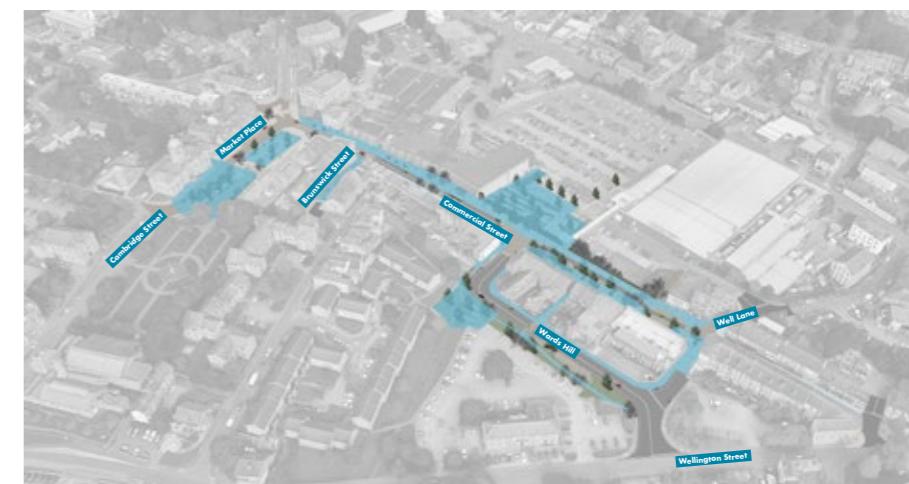 Market Place
Brunswick Street
Cambridge Street
Commercial Street
Well Lane
Wards Hill
Wellington Street